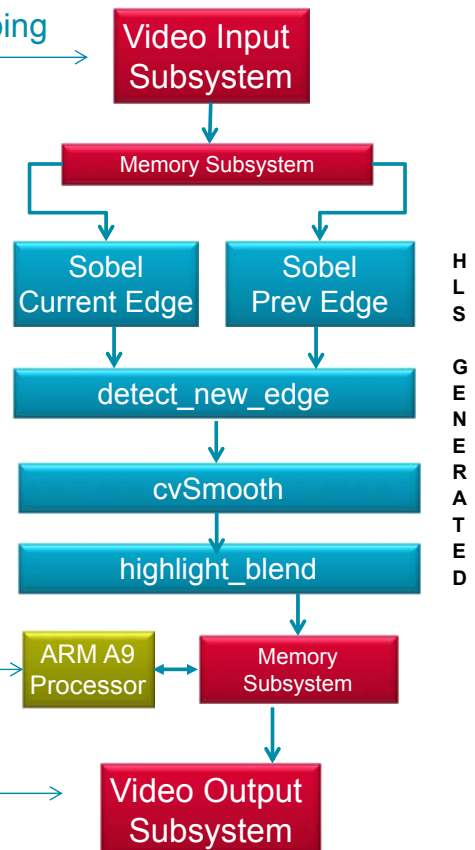 Video Input
Subsystem
Memory Subsystem
Sobel
Current Edge
Sobel
Prev Edge
detect_new_edge
cvSmooth
highlight_blend
H
L
S
G
E
N
E
R
A
T
E
D
ARM A9
Processor
Memory
Subsystem
Video Output
Subsystem